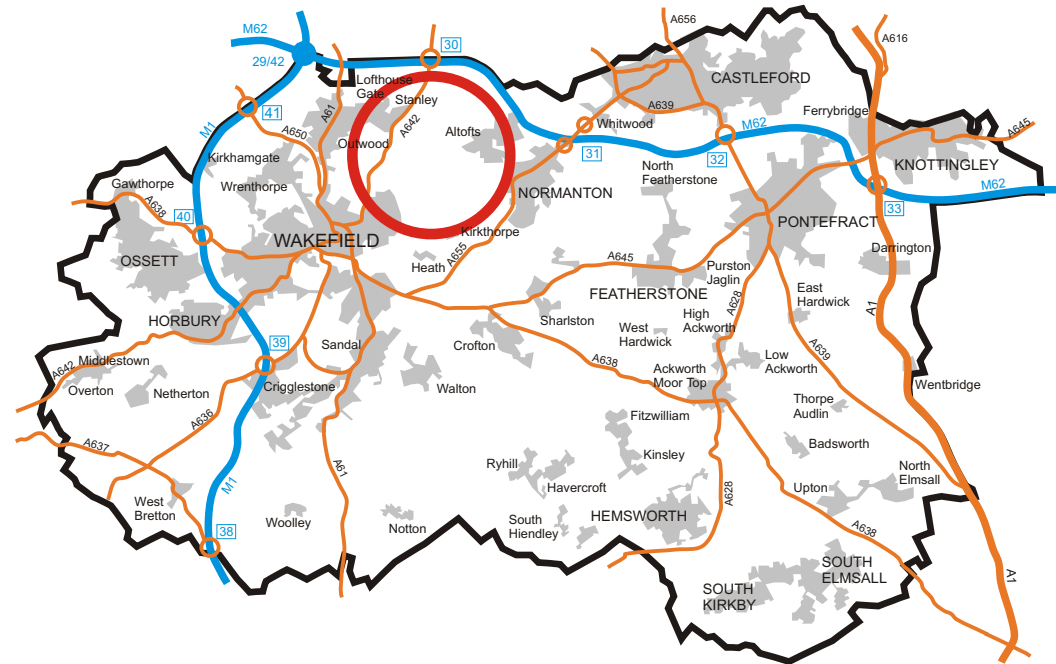 A656
M62
30
A616
29/42
CASTLEFORD
Lofthouse
Gate
A61
Stanley
41
M1
A639
Ferrybridge
A650
A642
Altofts
Whitwood
M62
A645
Outwood
31
32
Kirkhamgate
North
Featherstone
KNOTTINGLEY
Gawthorpe
Wrenthorpe
NORMANTON
M62
A638
40
33
PONTEFRACT
Kirkthorpe
WAKEFIELD
OSSETT
Heath
A655
A645
Purston
Jaglin
Darrington
FEATHERSTONE
East
Hardwick
A628
A1
HORBURY
Sharlston
High
Ackworth
West
Hardwick
39
Sandal
Crofton
A638
A639
Middlestown
A642
Low
Ackworth
Overton
Ackworth
Moor Top
Netherton
Crigglestone
Walton
Wentbridge
Thorpe
Audlin
A636
Fitzwilliam
A637
Badsworth
Kinsley
A61
Ryhill
North
Elmsall
M1
Havercroft
A628
Upton
West
Bretton
Woolley
Notton
South
Hiendley
HEMSWORTH
38
A638
SOUTH
ELMSALL
A1
SOUTH
KIRKBY